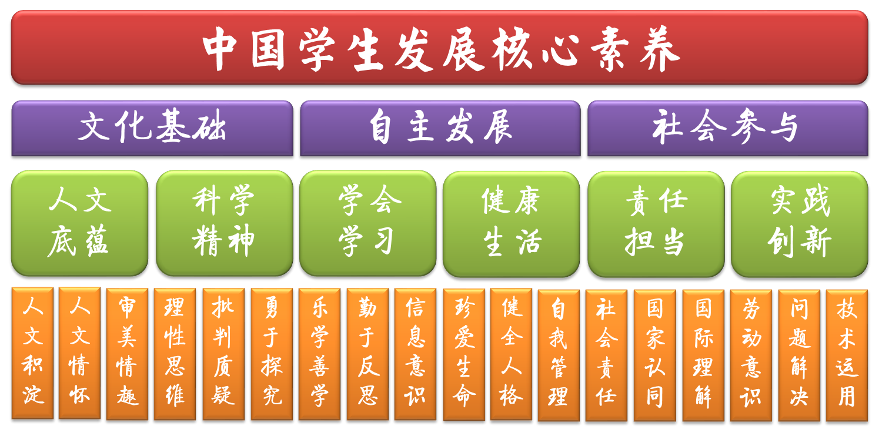 中国学生发展核心素养
文化基础
自主发展
社会参与
人文
底蕴
科学
精神
学会
学习
健康
生活
责任
担当
实践
创新
人文积淀
人文情怀
审美情趣
理性思维
批判质疑
勇于探究
乐学善学
勤于反思
信息意识
珍爱生命
健全人格
自我管理
社会责任
国家认同
国际理解
劳动意识
问题解决
技术运用